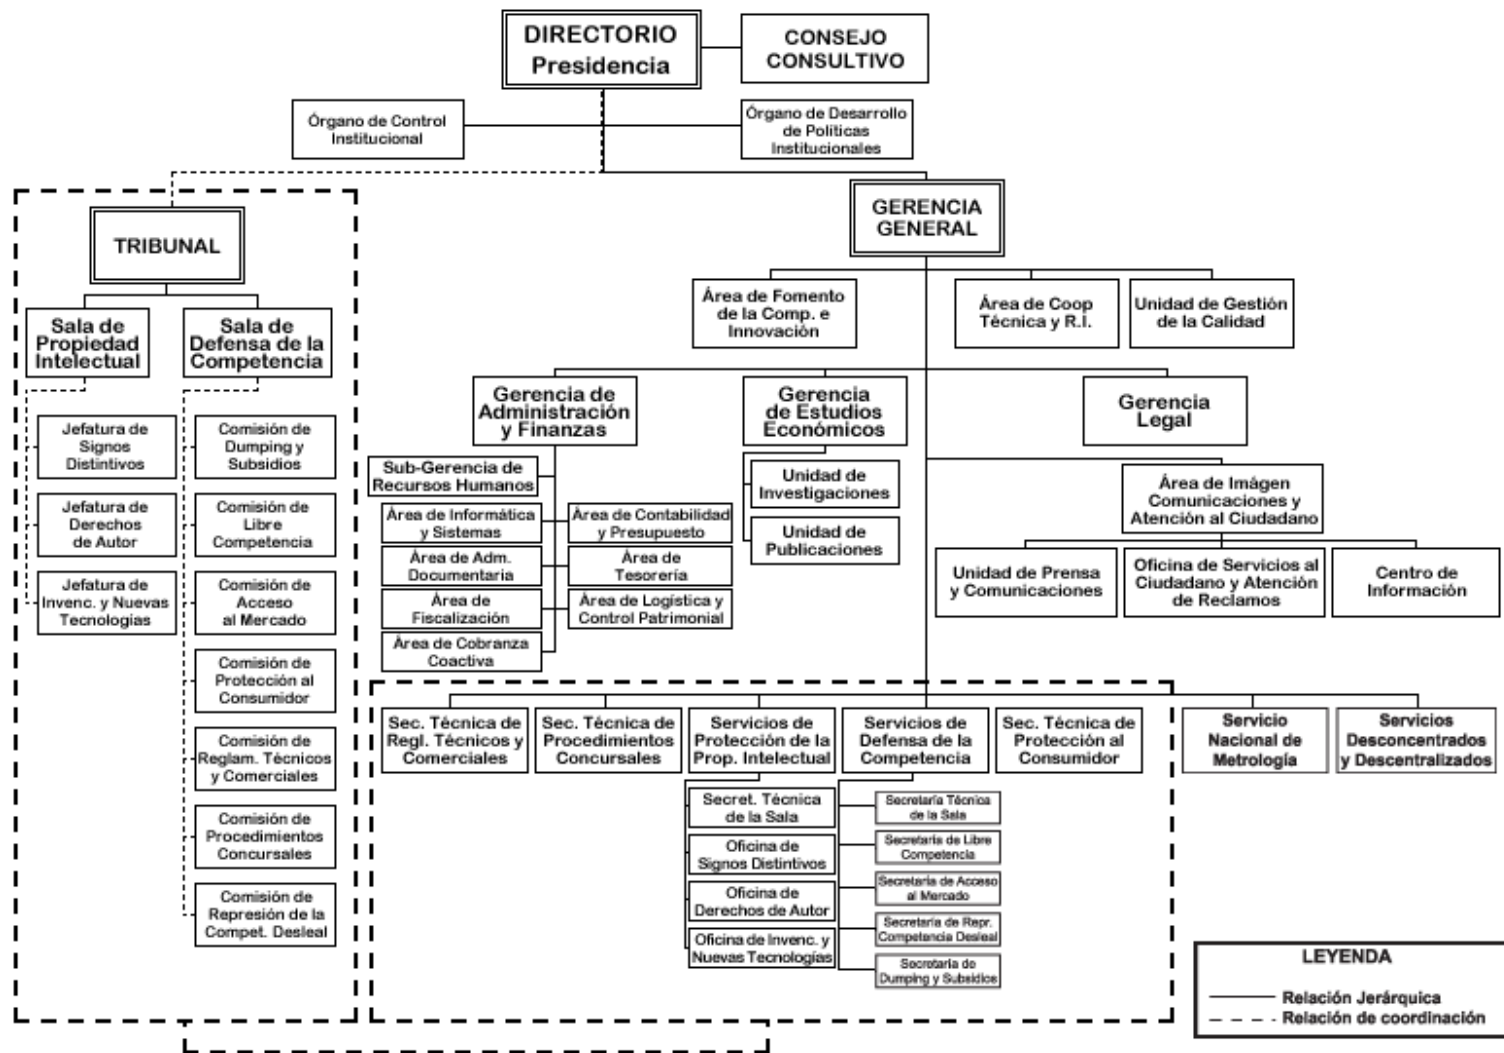 DIRECTORIO
Presidencia
CONSEJO
CONSULTIVO
Órgano de Control
Institucional
Órgano de Desarrollo
de Políticas
Institucionales
TRIBUNAL
GERENCIA
GENERAL
Sala de
Propiedad
Intelectual
Sala de
Defensa de la
Competencia
Jefatura de
Signos
Distintivos
Jefatura de
Derechos
de Autor
Jefatura de
Invenc. y Nuevas
Tecnologías
Comisión de
Dumping y
Subsidios
Comisión de
Libre
Competencia
Comisión de
Acceso
al Mercado
Comisión de
Protección al
Consumidor
Comisión de
Reglam. Técnicos
y Comerciales
Comisión de
Procedimientos
Concursales
Comisión de
Represión de la
Compet. Desleal
Área de Fomento
de la Comp. e
Innovación
Área de Coop
Técnica y R.I.
Unidad de Gestión
de la Calidad
Gerencia de
Administración
y Finanzas
Gerencia
de Estudios
Económicos
Gerencia
Legal
Sub-Gerencia de
Recursos Humanos
Área de Informática
y Sistemas
Área de Contabilidad
y Presupuesto
Área de Adm.
Documentaria
Área de
Tesorería
Área de
Fiscalización
Área de Logística y
Control Patrimonial
Área de Cobranza
Coactiva
Unidad de
Investigaciones
Unidad de
Publicaciones
Área de Imágen
Comunicaciones y
Atención al Ciudadano
Unidad de Prensa
y Comunicaciones
Oficina de Servicios al
Ciudadano y Atención
de Reclamos
Centro de
Información
Sec. Técnica de
Regl. Técnicos y
Comerciales
Sec. Técnica de
Procedimientos
Concursales
Servicios de
Protección de la
Prop. Intelectual
Servicios de
Defensa de la
Competencia
Sec. Técnica de
Protección al
Consumidor
Servicio
Nacional de
Metrología
Servicios
Desconcentrados
y Descentralizados
Secret. Técnica
de la Sala
Oficina de
Signos Distintivos
Oficina de
Derechos de Autor
Oficina de Invenc. y
Nuevas Tecnologías
Secretaría Técnica
de la Sala
Secretaría de Libre
Competencia
Secretaría de Acceso
al Mercado
Secretaría de Repr.
Competencia Desleal
Secretaría de
Dumping y Subsidios
LEYENDA
Relación Jerárquica
Relación de coordinación